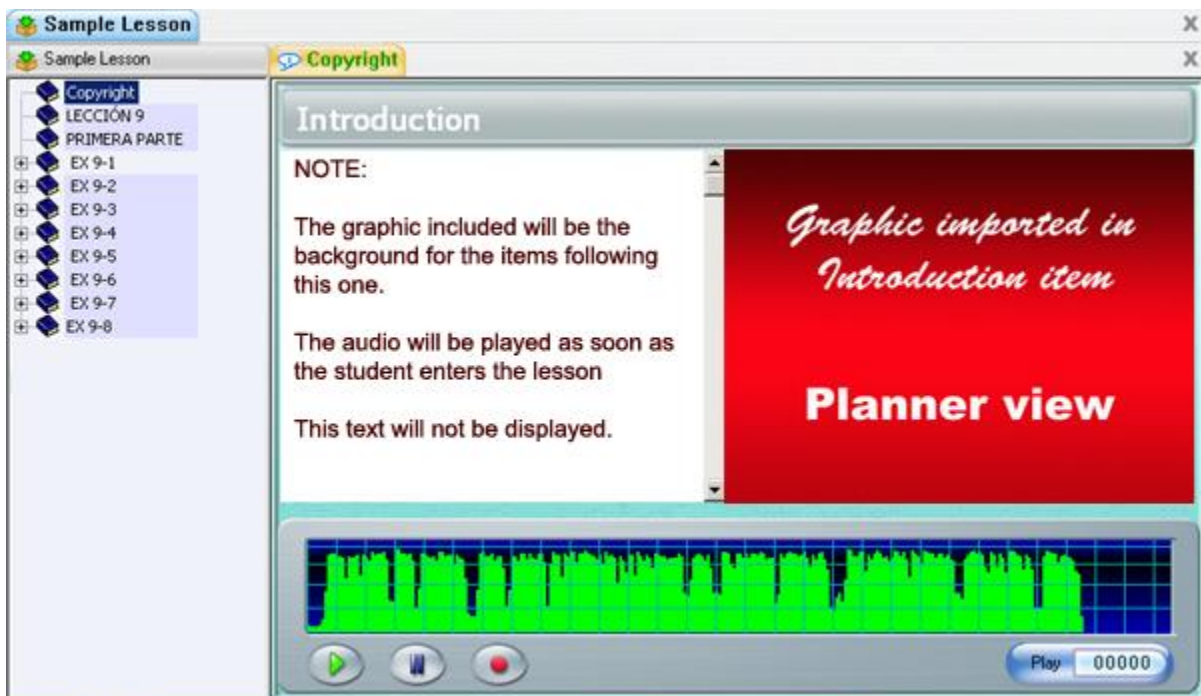 Sample Lesson
Sample Lesson
Copyright
LECCIÓN 9
PRIMERA PARTE
EX 9-1
EX 9-2
EX 9-3
EX 9-4
EX 9-5
EX 9-6
EX 9-7
EX 9-8
Copyright
Introduction
NOTE:
The graphic included will be the
background for the items following
this one.
The audio will be played as soon as
the student enters the lesson
This text will not be displayed.
Graphic imported in
Introduction item
Planner view
Play 00000